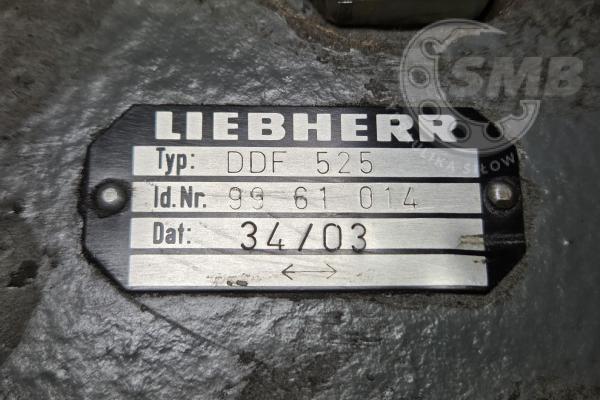 SMB
LIEBHERR
Typ: DDF 525
Id.Nr. 99 61 014
Dat: 34/03